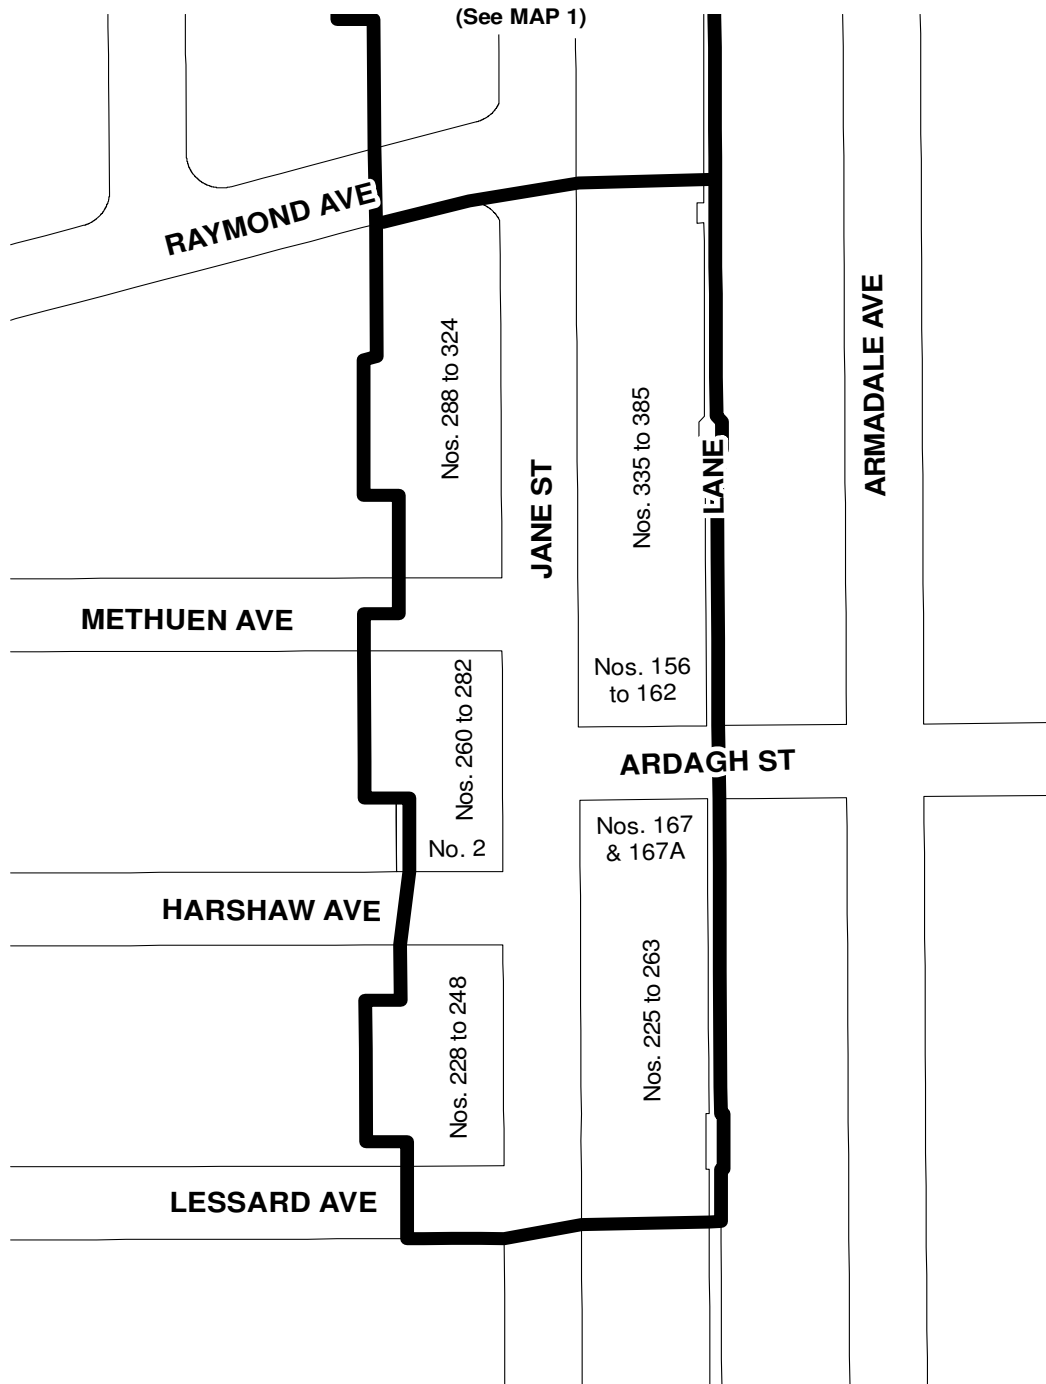 (See MAP 1)
RAYMOND AVE
Nos. 288 to 324
JANE ST
Nos. 335 to 385
LANE
ARMADALE AVE
METHUEN AVE
Nos. 260 to 282
Nos. 156
to 162
ARDAGH ST
No. 2
Nos. 167
& 167A
HARSHAW AVE
Nos. 228 to 248
Nos. 225 to 263
LESSARD AVE